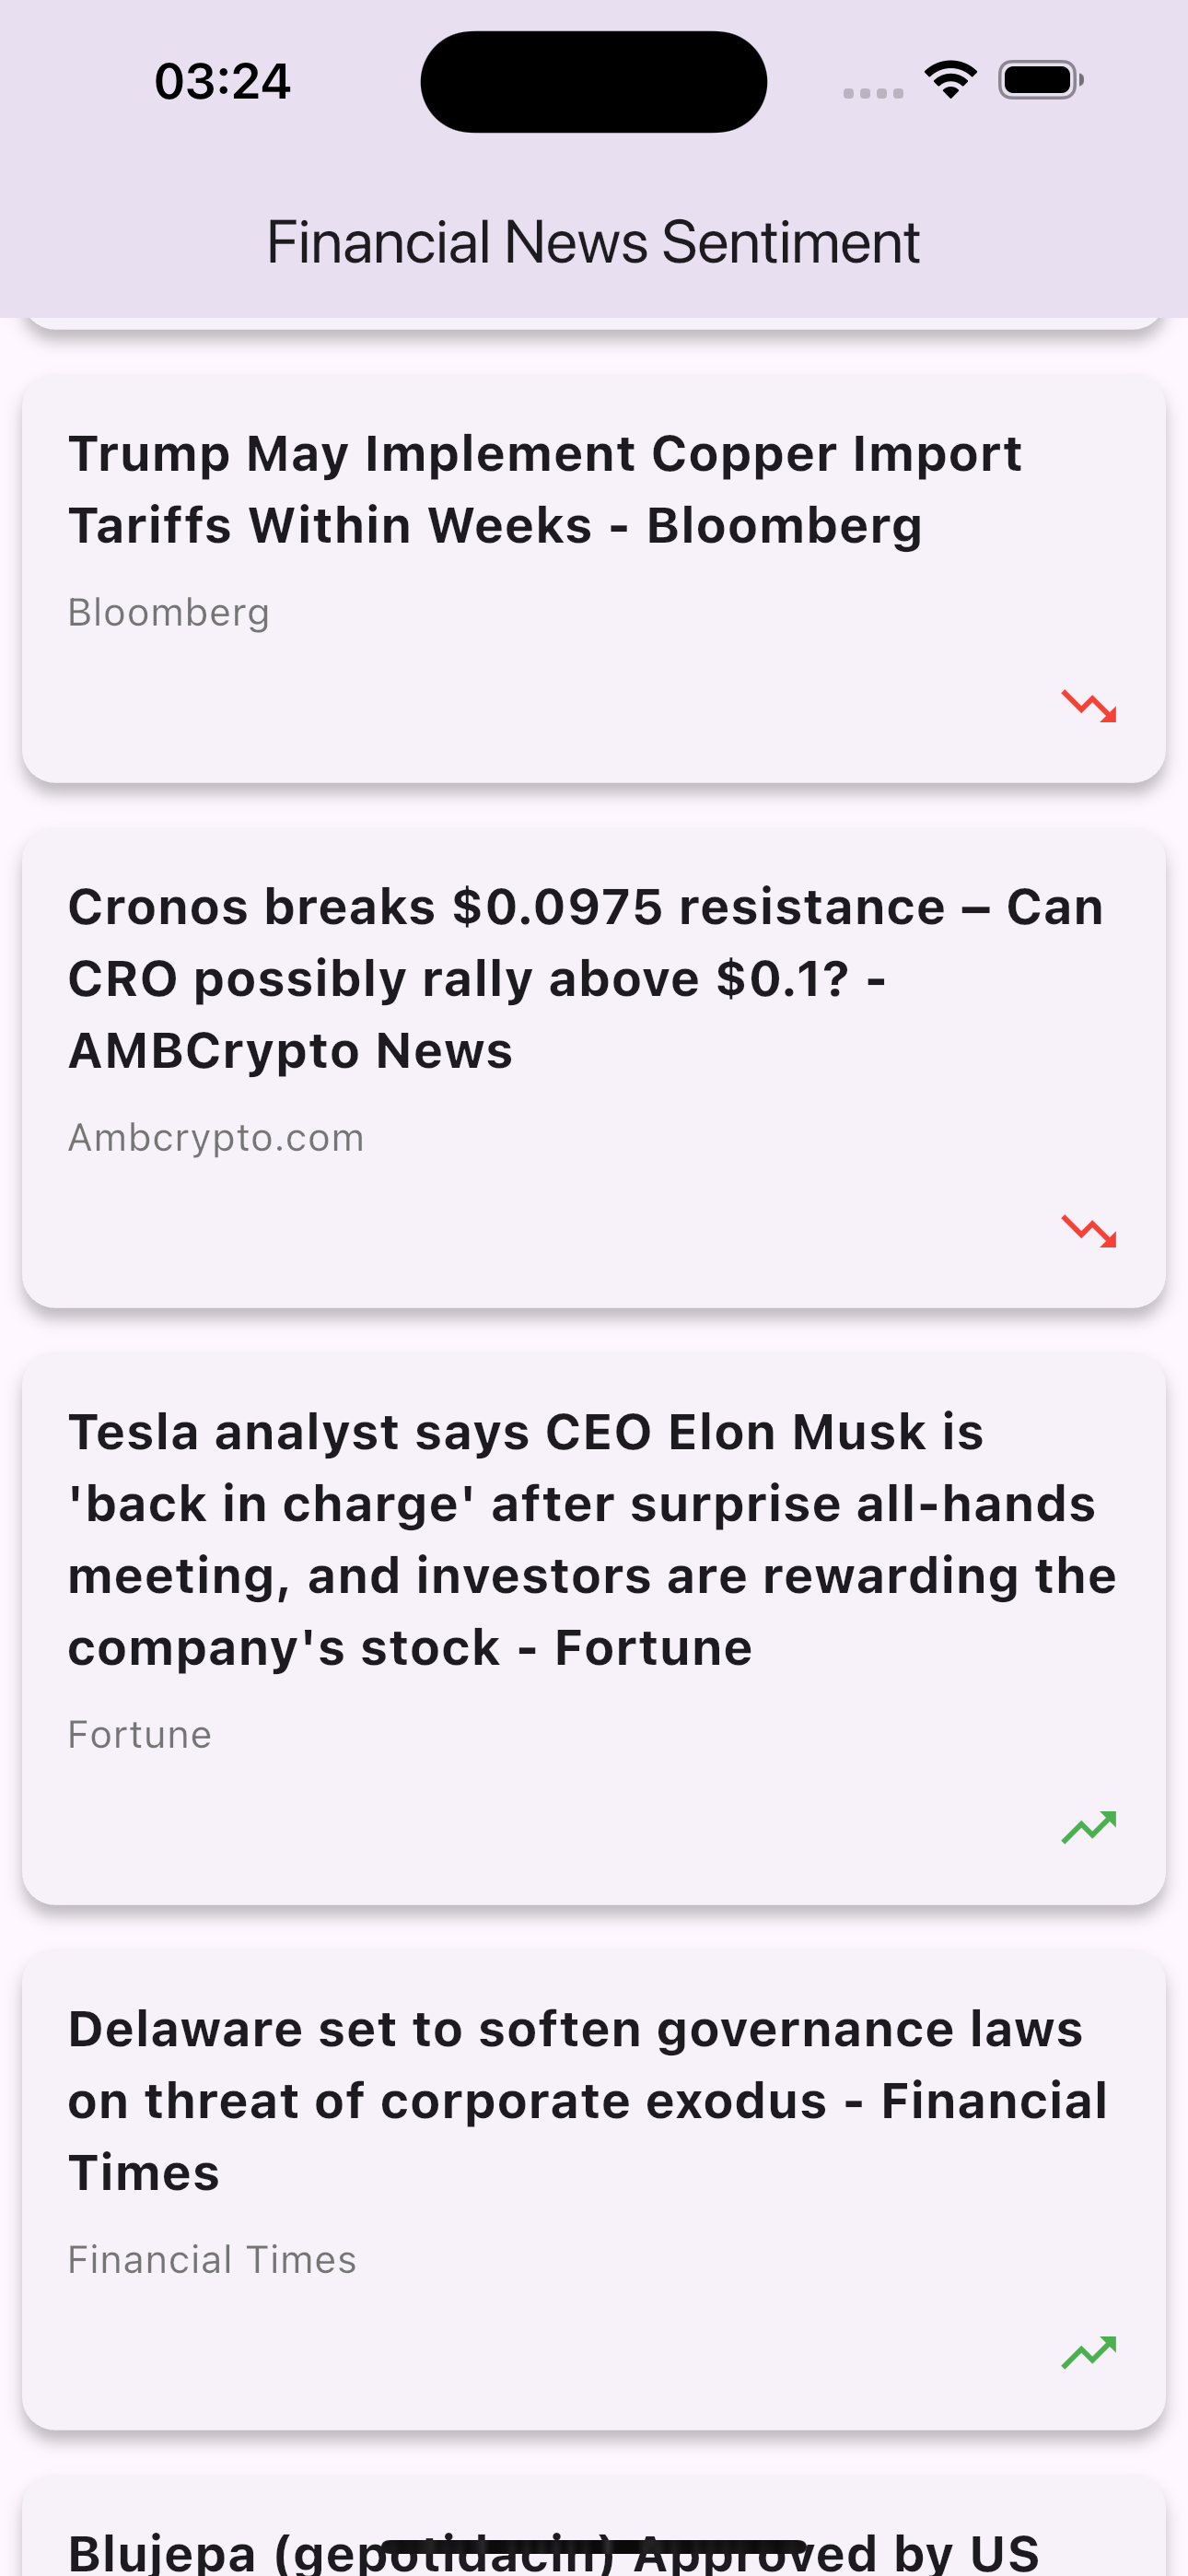 03:24
Financial News Sentiment
Trump May Implement Copper Import
Tariffs Within Weeks - Bloomberg
Bloomberg
Cronos breaks $0.0975 resistance – Can
CRO possibly rally above $0.1? -
AMBCrypto News
Ambcrypto.com
Tesla analyst says CEO Elon Musk is
'back in charge' after surprise all-hands
meeting, and investors are rewarding the
company's stock - Fortune
Fortune
Delaware set to soften governance laws
on threat of corporate exodus - Financial
Times
Financial Times
Blujepa (gepotidacin) Approved by US